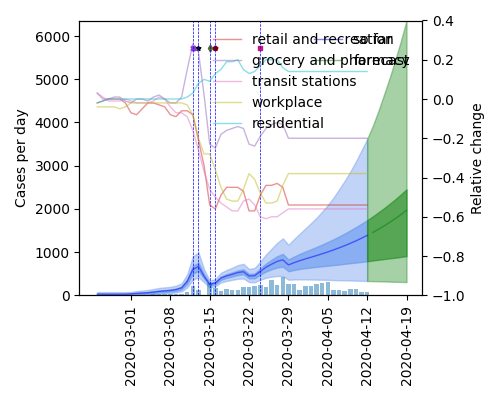 retail and recreation
so far
grocery and pharmacy
forecast
transit stations
workplace
residential
Cases per day
6000
5000
4000
3000
2000
1000
0
Relative change
0.4
0.2
0.0
−0.2
−0.4
−0.6
−0.8
−1.0
2020-03-01
2020-03-08
2020-03-15
2020-03-22
2020-03-29
2020-04-05
2020-04-12
2020-04-19